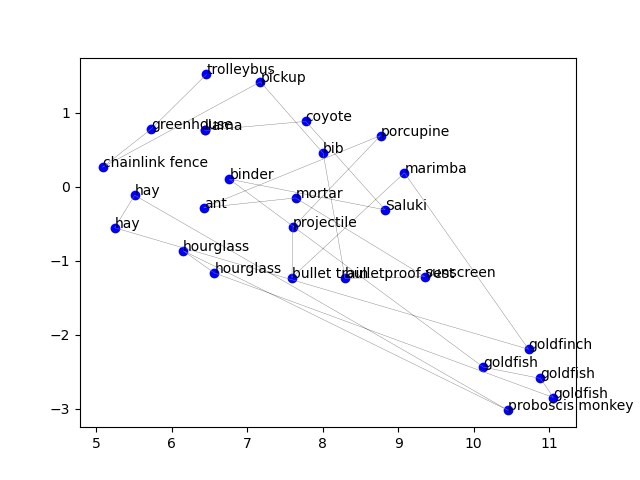 trolleybus
pickup
1
coyote
greenhouse
llama
porcupine
bib
chainlink fence
marimba
binder
0
hay
mortar
ant
Saluki
hay
projectile
hourglass
−1
hourglass
bullet train
bulletproof vest
sunscreen
−2
goldfinch
goldfish
goldfish
goldfish
−3
proboscis monkey
5 6 7 8 9 10 11